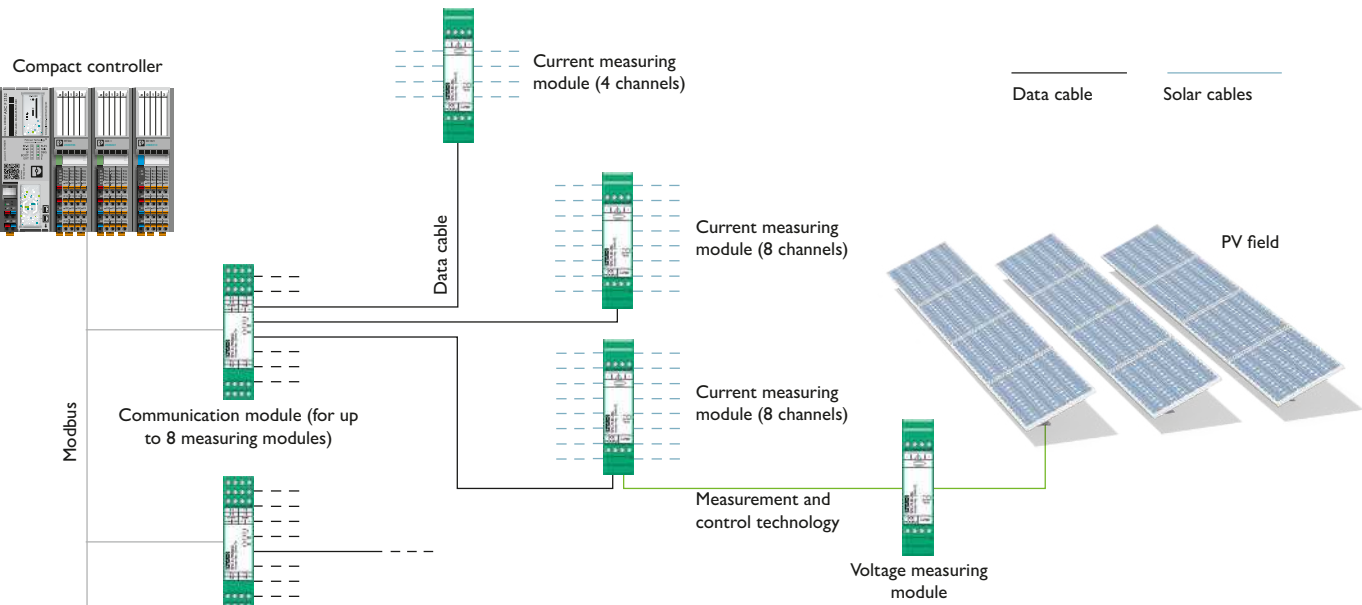 Compact controller
Current measuring
module (4 channels)
Data cable
Solar cables
Data cable
Current measuring
module (8 channels)
PV field
Modbus
Communication module (for up
to 8 measuring modules)
Current measuring
module (8 channels)
Measurement and
control technology
Voltage measuring
module